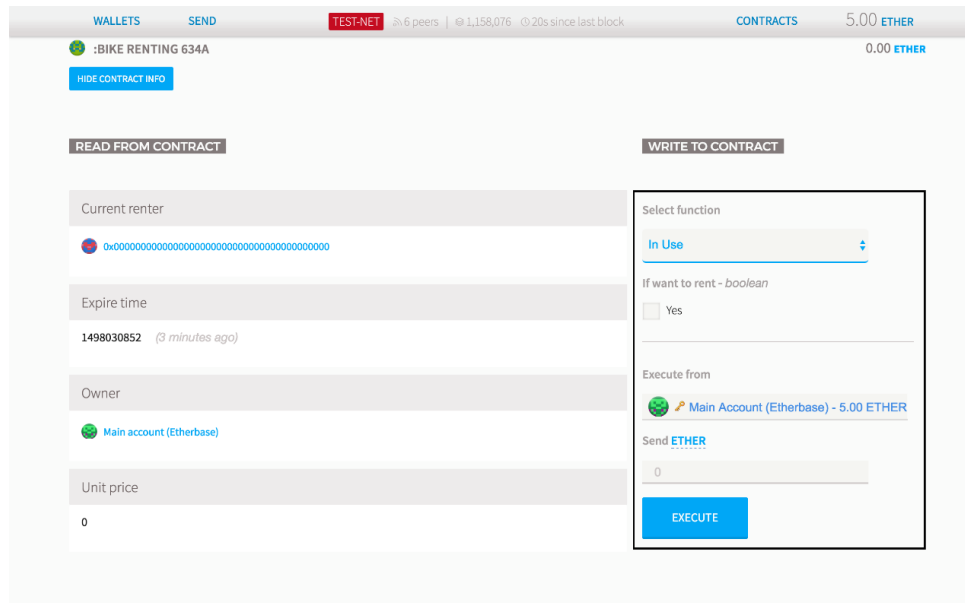 WALLETS SEND TEST-NET 6 peers | 1,158,076 20s since last block CONTRACTS 5.00 ETHER
:BIKE RENTING 634A 0.00 ETHER
HIDE CONTRACT INFO
READ FROM CONTRACT
Current renter
0x0000000000000000000000000000000000000000
Expire time
1498030852 (3 minutes ago)
Owner
Main account (Etherbase)
Unit price
0
WRITE TO CONTRACT
Select function
In Use
If want to rent - boolean
Yes
Execute from
Main Account (Etherbase) - 5.00 ETHER
Send ETHER
0
EXECUTE